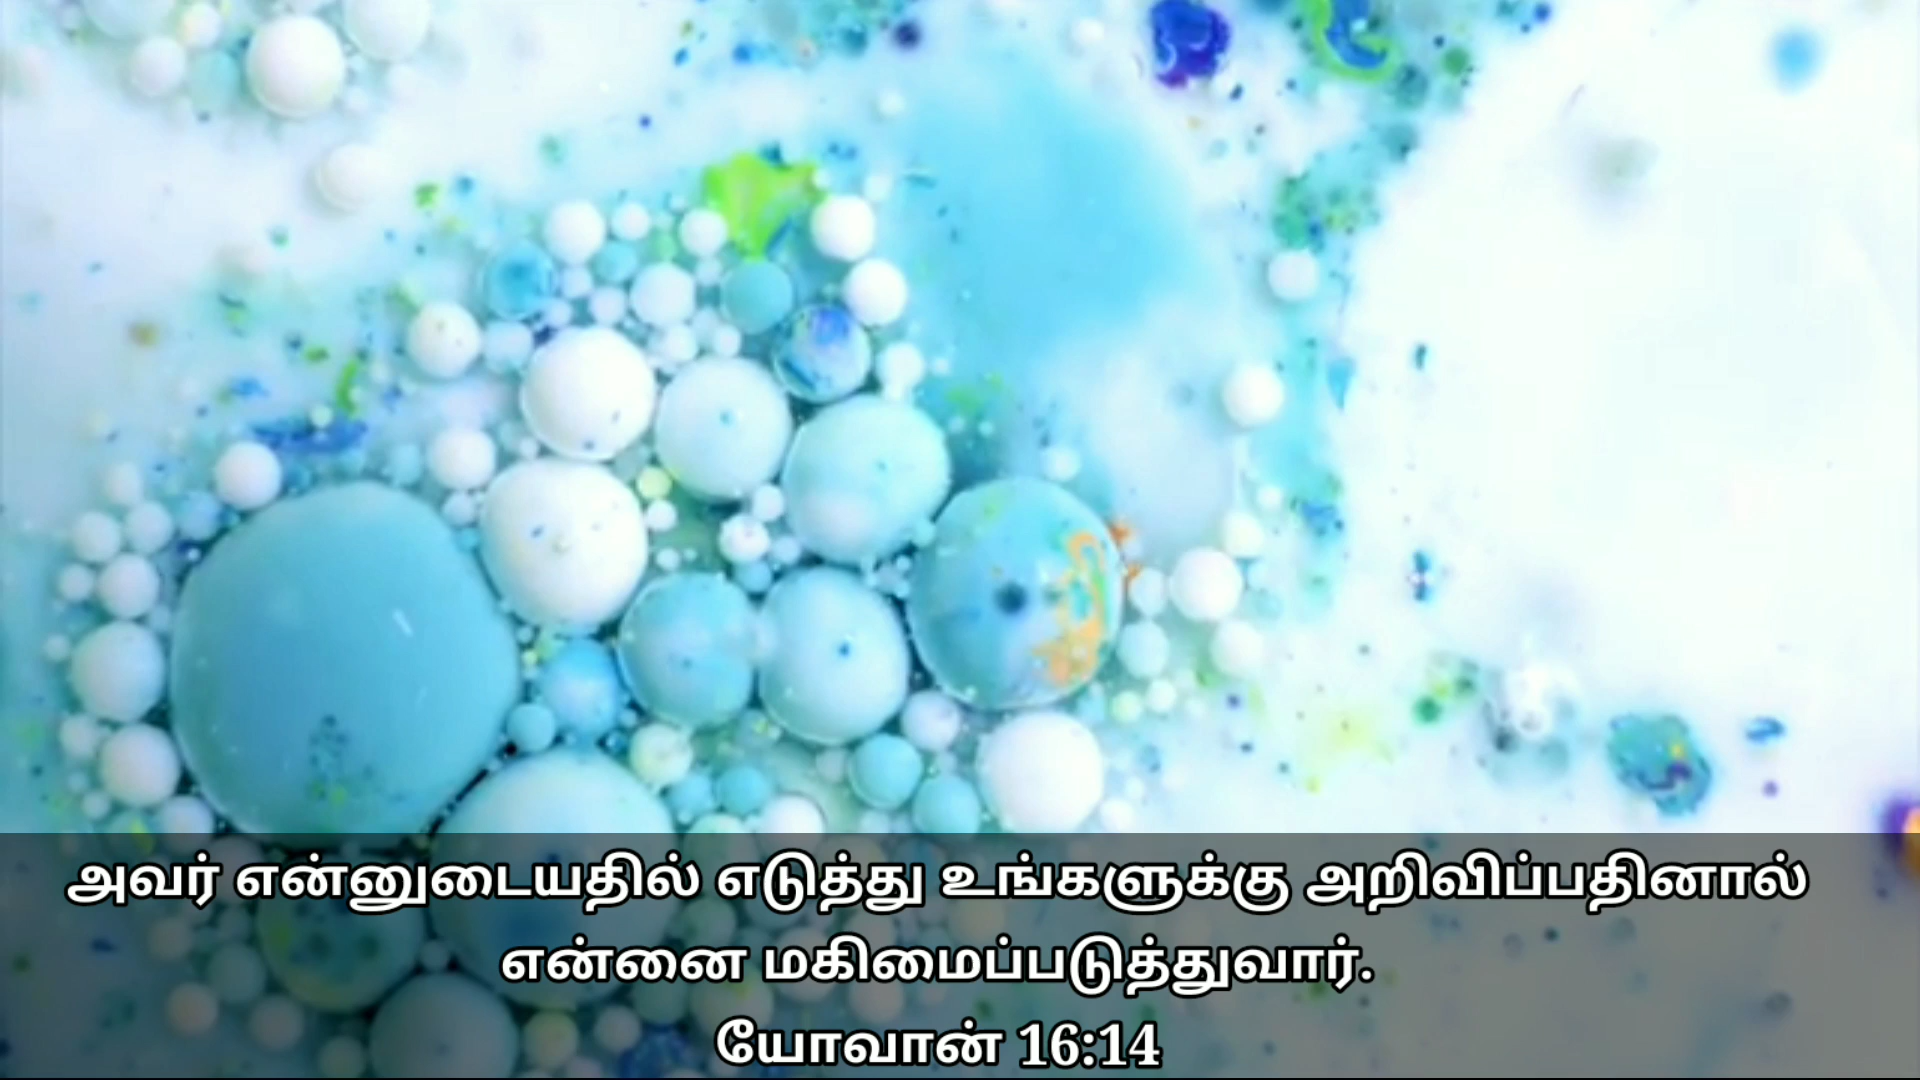 அவர் என்னுடையதில் எடுத்து உங்களுக்கு அறிவிப்பதினால்
என்னை மகிமைப்படுத்துவார்.
யோவான் 16:14